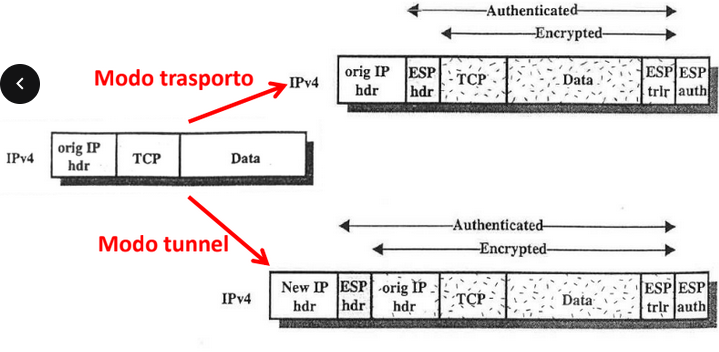 Authenticated
Encrypted
Modo trasporto
IPv4
orig IP hdr
ESP hdr
TCP
Data
ESP trlr
ESP auth
IPv4
orig IP hdr
TCP
Data
Modo tunnel
Authenticated
Encrypted
IPv4
New IP hdr
ESP hdr
orig IP hdr
TCP
Data
ESP trlr
ESP auth